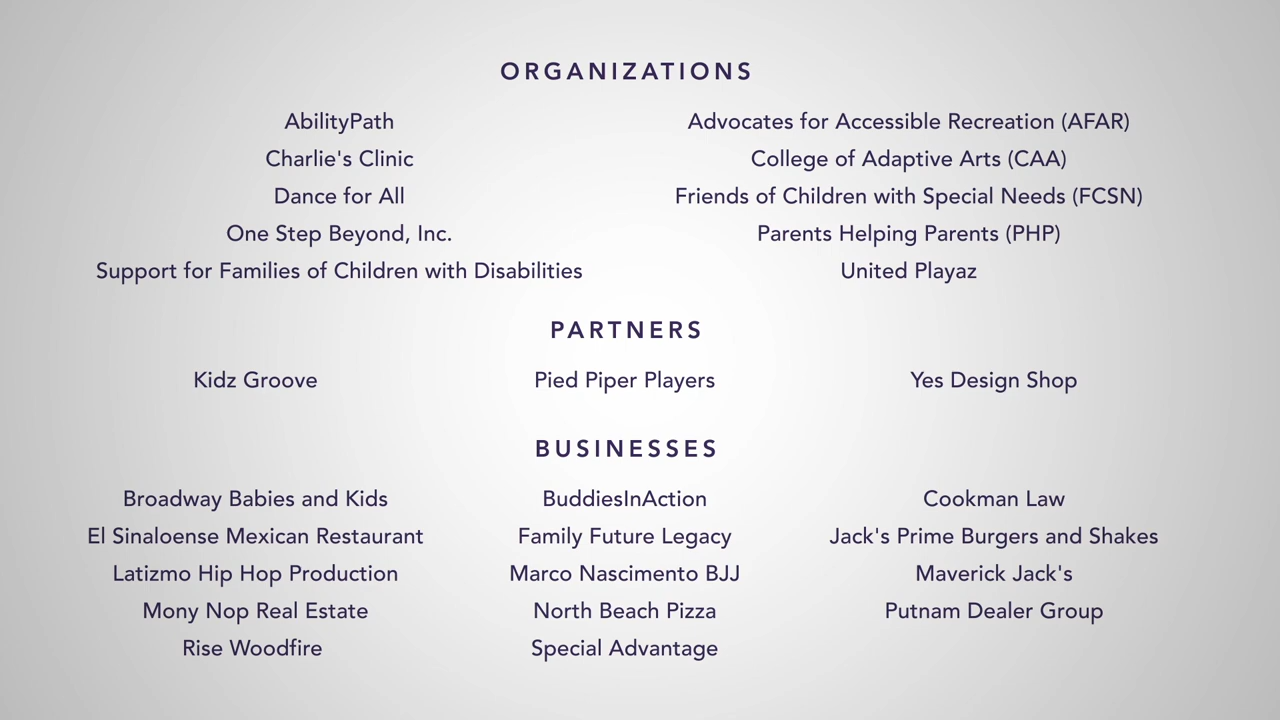 ORGANIZATIONS
AbilityPath
Advocates for Accessible Recreation (AFAR)
Charlie's Clinic
College of Adaptive Arts (CAA)
Dance for All
Friends of Children with Special Needs (FCSN)
One Step Beyond, Inc.
Parents Helping Parents (PHP)
Support for Families of Children with Disabilities
United Playaz
PARTNERS
Kidz Groove
Pied Piper Players
Yes Design Shop
BUSINESSES
Broadway Babies and Kids
BuddiesInAction
Cookman Law
El Sinaloense Mexican Restaurant
Family Future Legacy
Jack's Prime Burgers and Shakes
Latizmo Hip Hop Production
Marco Nascimento BJJ
Maverick Jack's
Mony Nop Real Estate
North Beach Pizza
Putnam Dealer Group
Rise Woodfire
Special Advantage